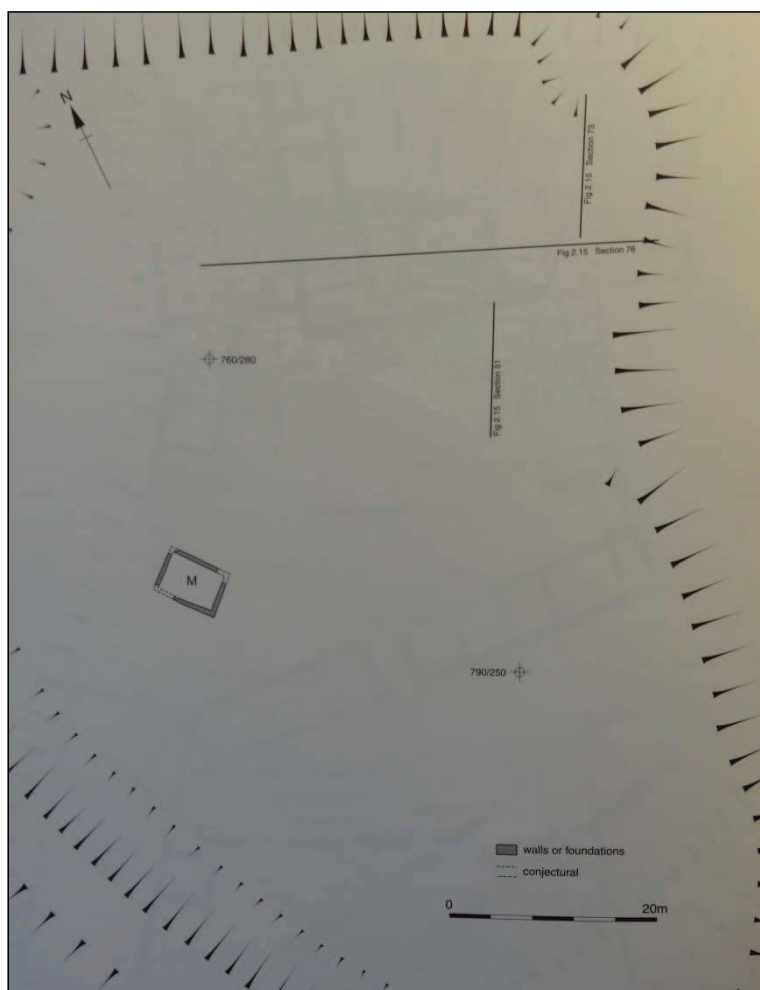 N
Fig 2.15 Section 73
Fig 2.15 Section 76
760/280
Fig 2.15 Section 51
M
790/250
walls or foundations
conjectural
0 20m